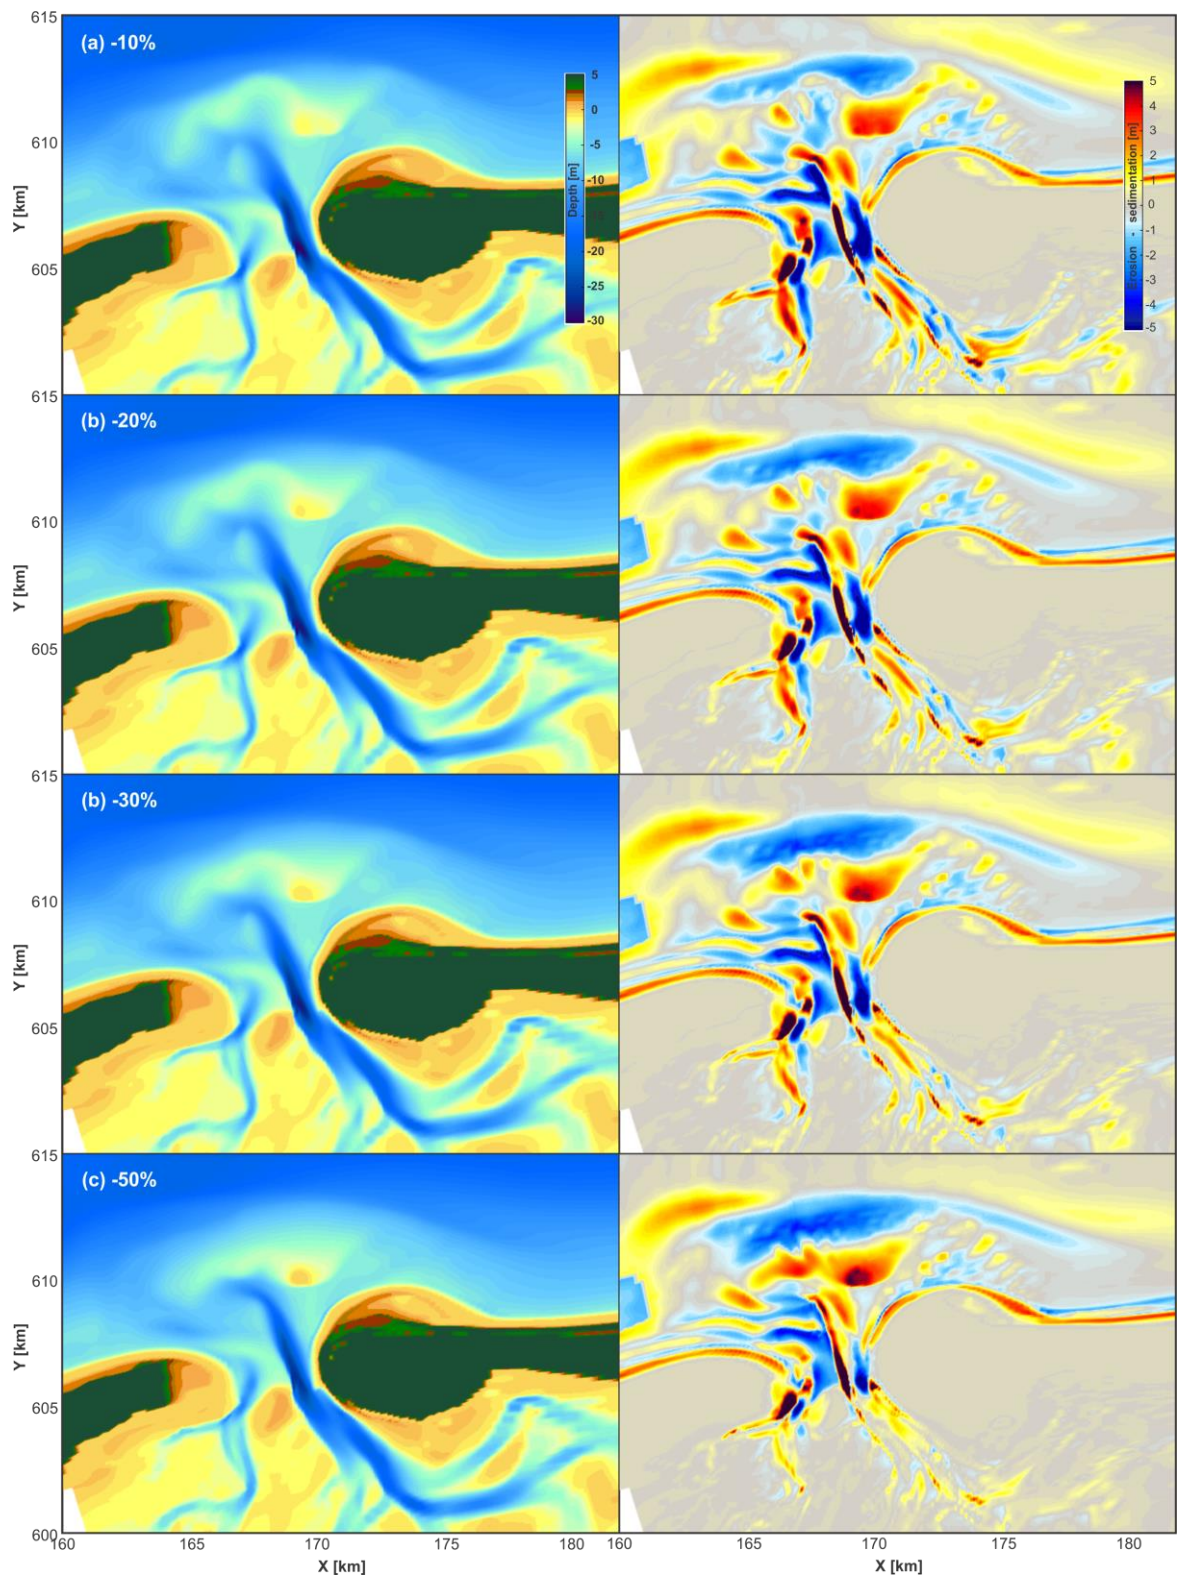 615
(a) -10%
5
0
-5
-10
-15
-20
-25
-30
Depth [m]
5
4
3
2
1
0
-1
-2
-3
-4
-5
Erosion - sedimentation [m]
610
Y [km]
605
615
(b) -20%
610
Y [km]
605
615
(b) -30%
610
Y [km]
605
615
(c) -50%
610
Y [km]
605
600
160 165 170 175 180 160 165 170 175 180
X [km] X [km]